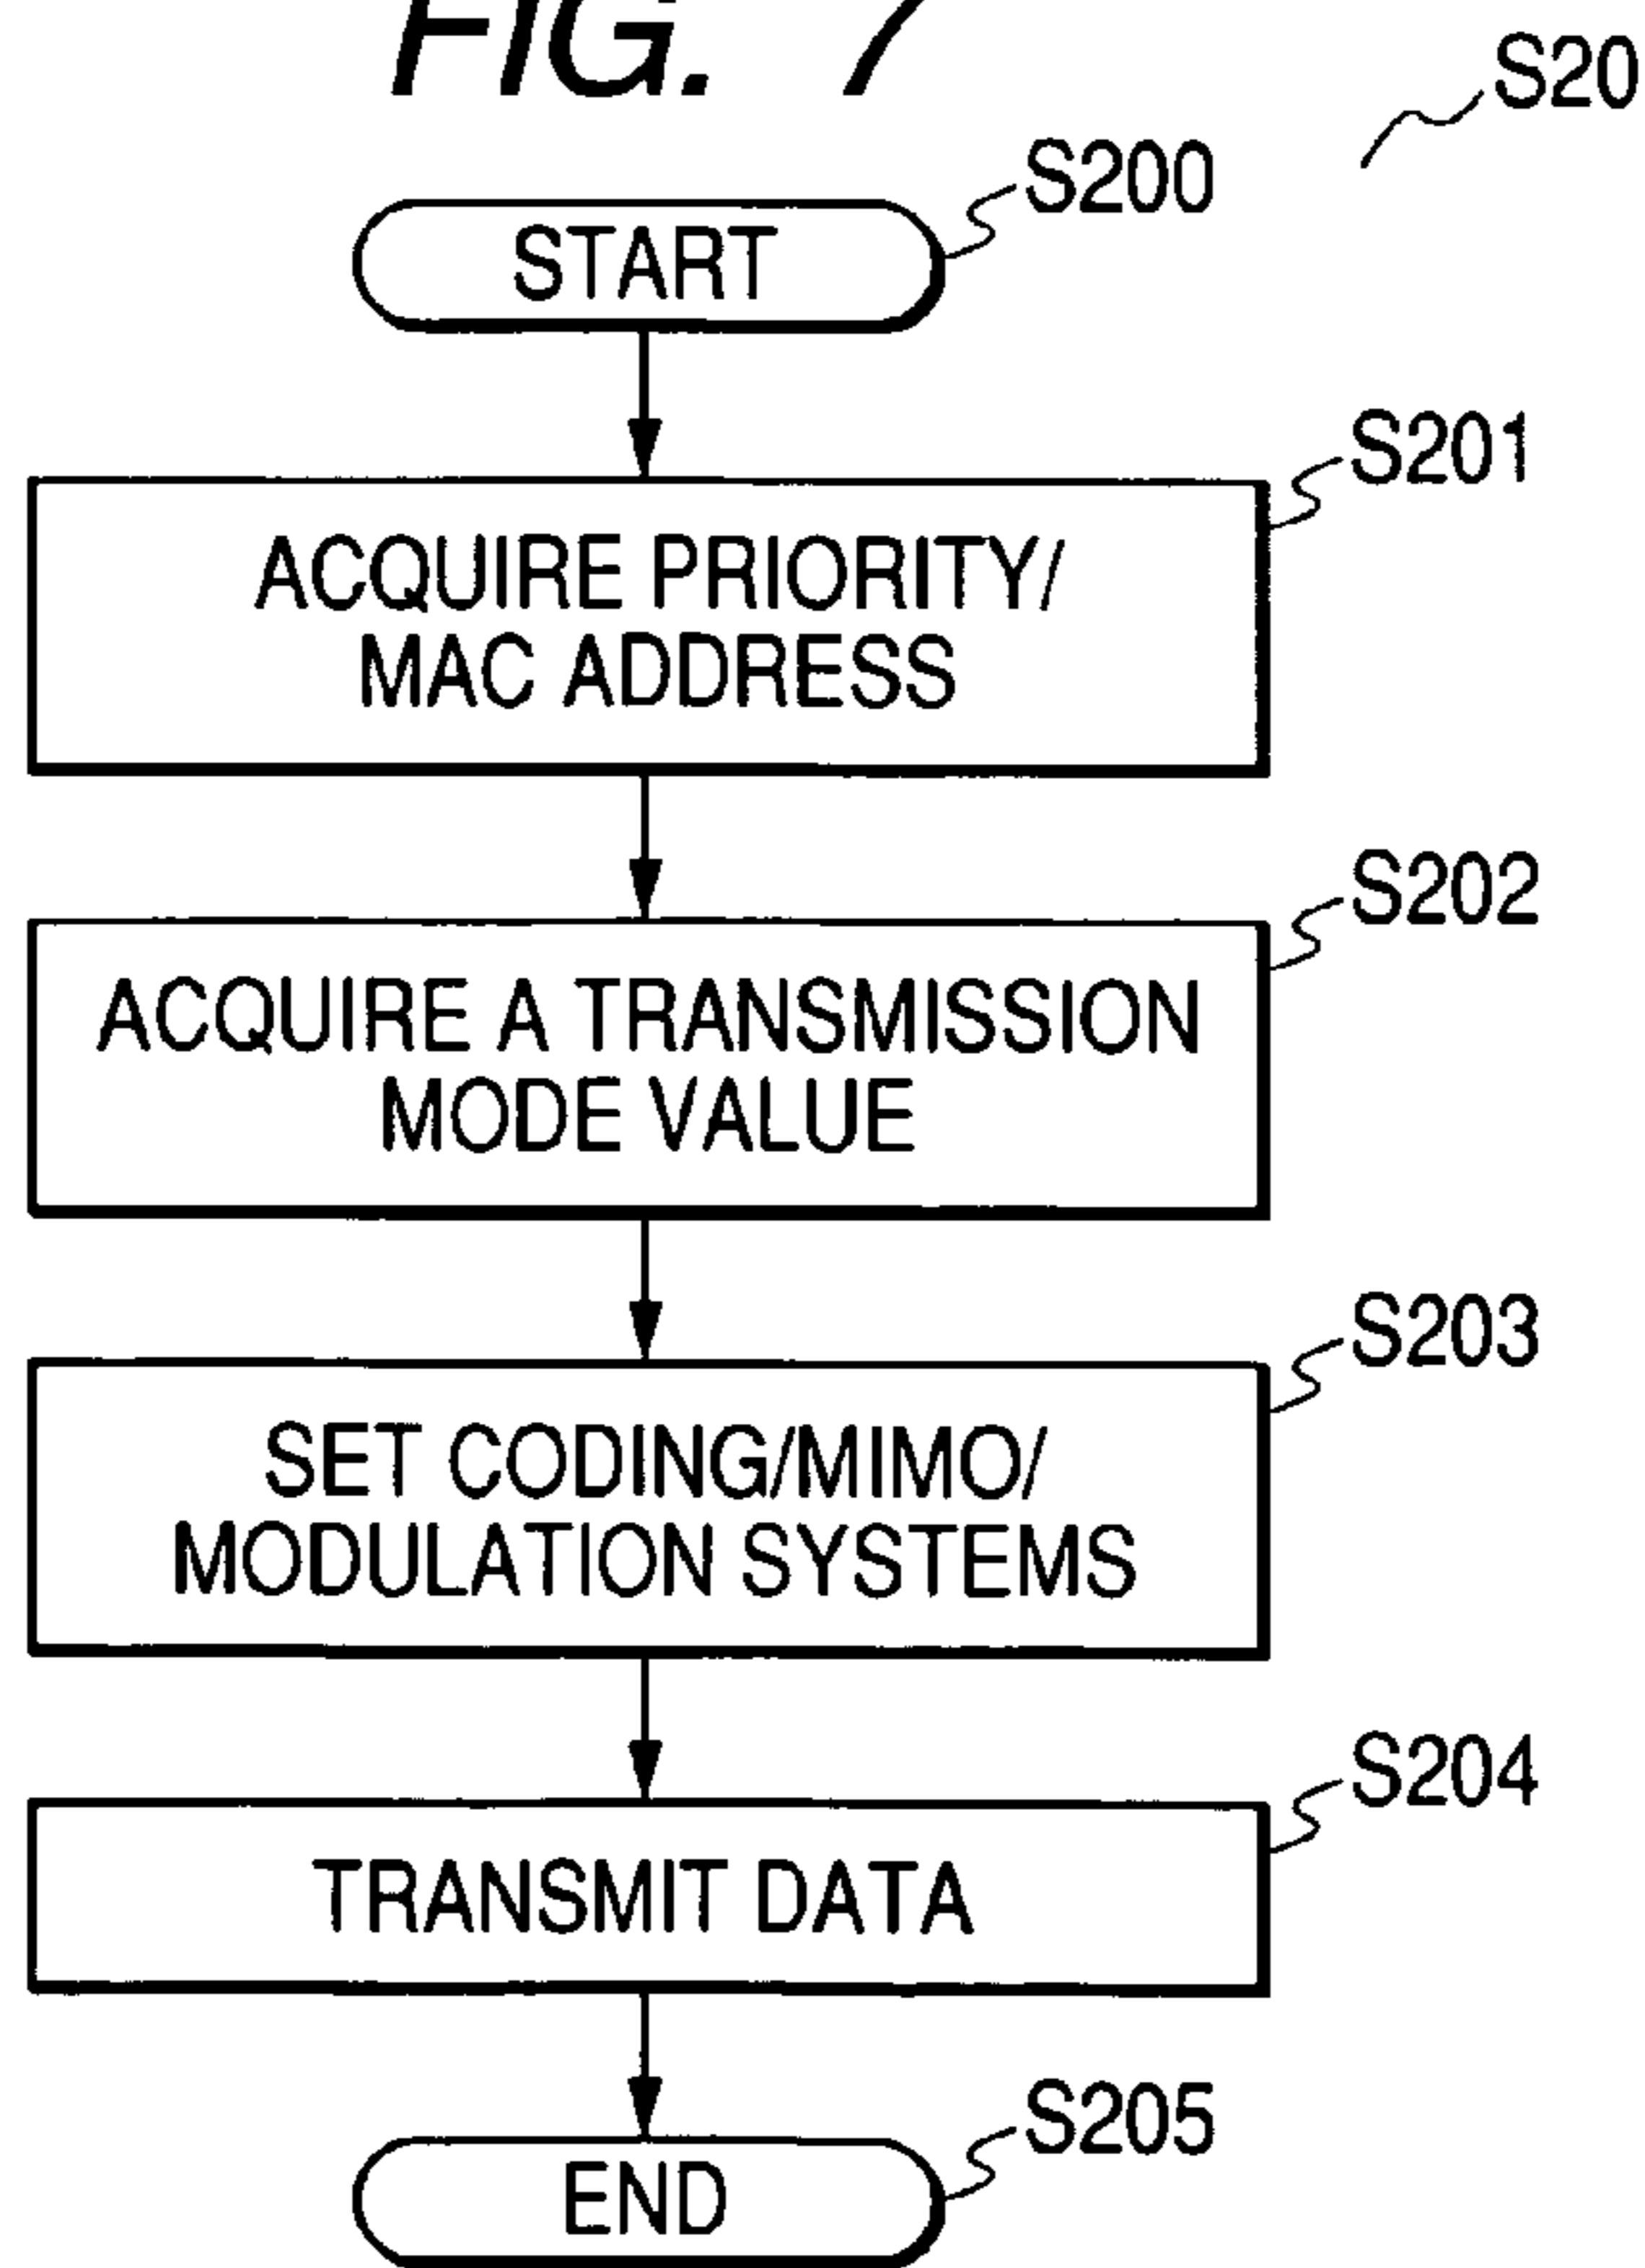 FIG. 7
S20
S200
START
S201
ACQUIRE PRIORITY/
MAC ADDRESS
S202
ACQUIRE A TRANSMISSION
MODE VALUE
S203
SET CODING/MIMO/
MODULATION SYSTEMS
S204
TRANSMIT DATA
S205
END